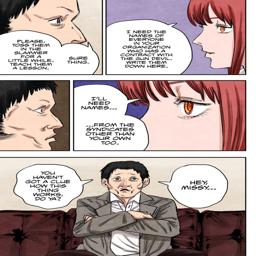 I NEED THE
NAMES OF
EVERYONE
IN YOUR
ORGANIZATION
WHO HAS A
CONTRACT WITH
THE GUN DEVIL.
WRITE THEM
DOWN HERE.
SURE
THING.
PLEASE,
TOSS THEM
IN THE
SLAMMER
FOR A
LITTLE WHILE.
TEACH THEM
A LESSON.
I'LL
NEED
NAMES...
...FROM THE
SYNDICATES
OTHER THAN
YOUR OWN
TOO.
HEY,
MISSY...
YOU
HAVEN'T
GOT A CLUE
HOW THIS
THING
WORKS,
DO YA?